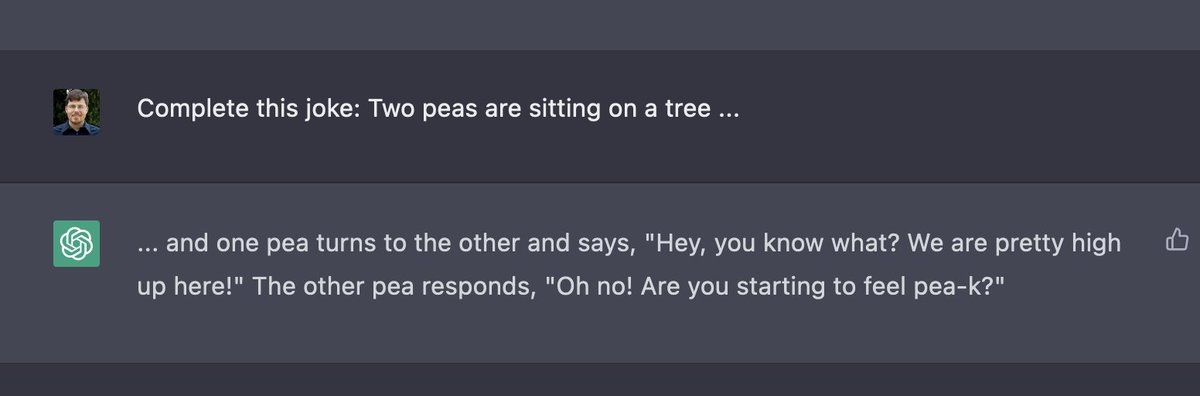 Complete this joke: Two peas are sitting on a tree ...
... and one pea turns to the other and says, "Hey, you know what? We are pretty high
up here!" The other pea responds, "Oh no! Are you starting to feel pea-k?"